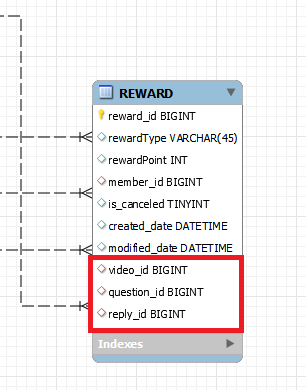 REWARD
reward_id BIGINT
rewardType VARCHAR(45)
rewardPoint INT
member_id BIGINT
is_canceled TINYINT
created_date DATETIME
modified_date DATETIME
video_id BIGINT
question_id BIGINT
reply_id BIGINT
Indexes